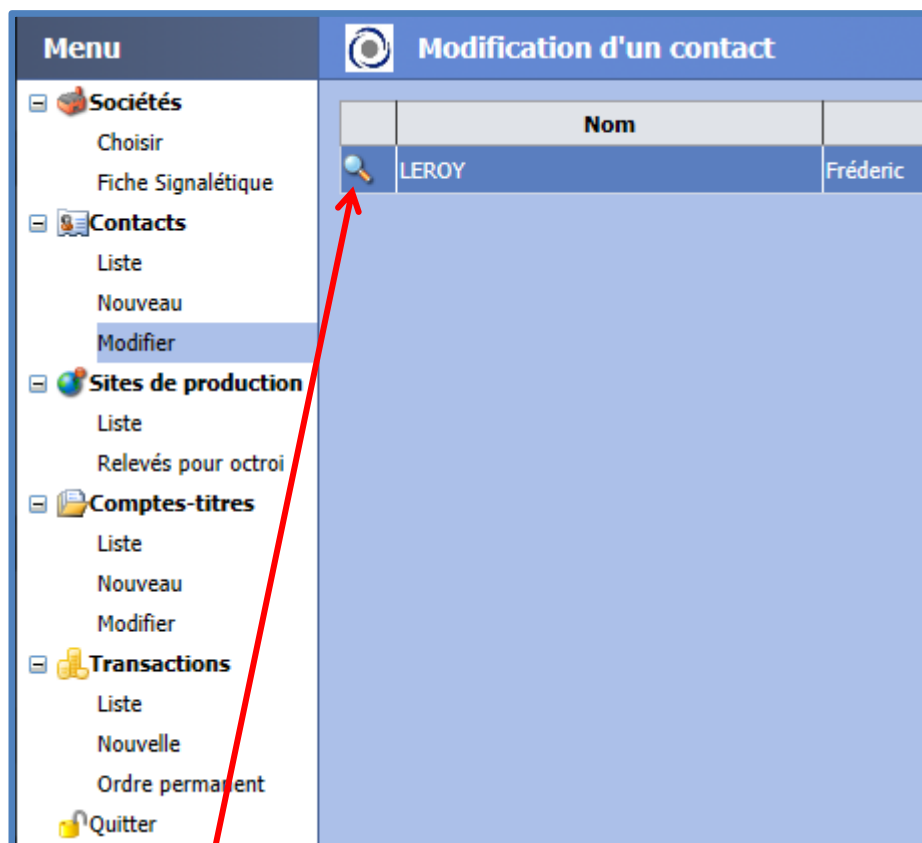 Menu
Modification d'un contact
Sociétés
Choisir
Fiche Signalétique
Contacts
Liste
Nouveau
Modifier
Sites de production
Liste
Relevés pour octroi
Comptes-titres
Liste
Nouveau
Modifier
Transactions
Liste
Nouvelle
Ordre permanent
Quitter
Nom
LEROY Fréderic